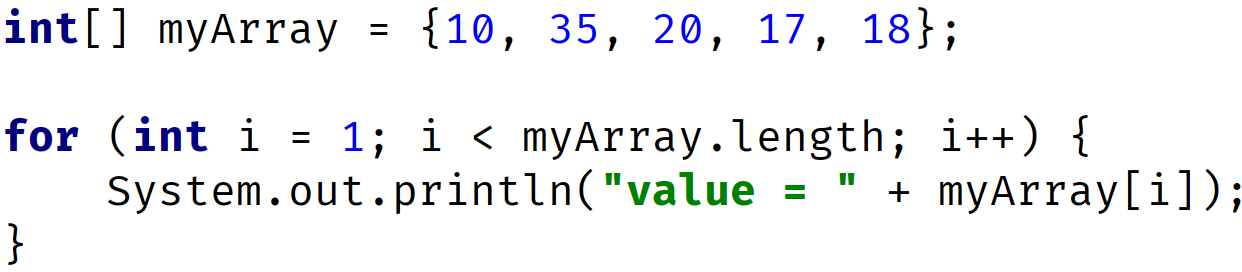 int[] myArray = {10, 35, 20, 17, 18};
for (int i = 1; i < myArray.length; i++) {
    System.out.println("value = " + myArray[i]);
}